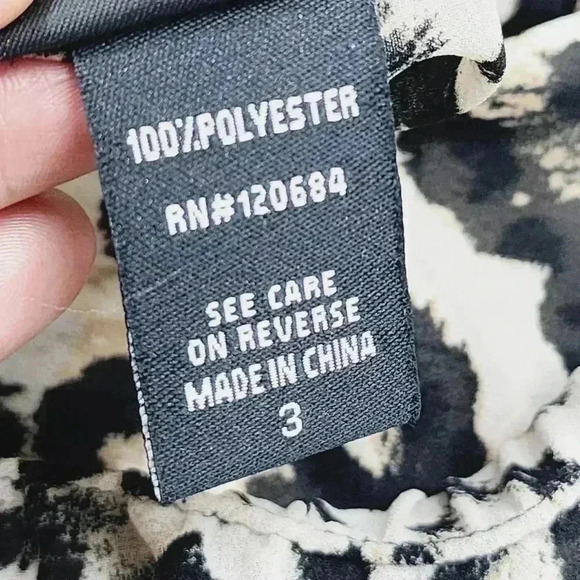 100%POLYESTER
RN#120684
SEE CARE
ON REVERSE
MADE IN CHINA
3